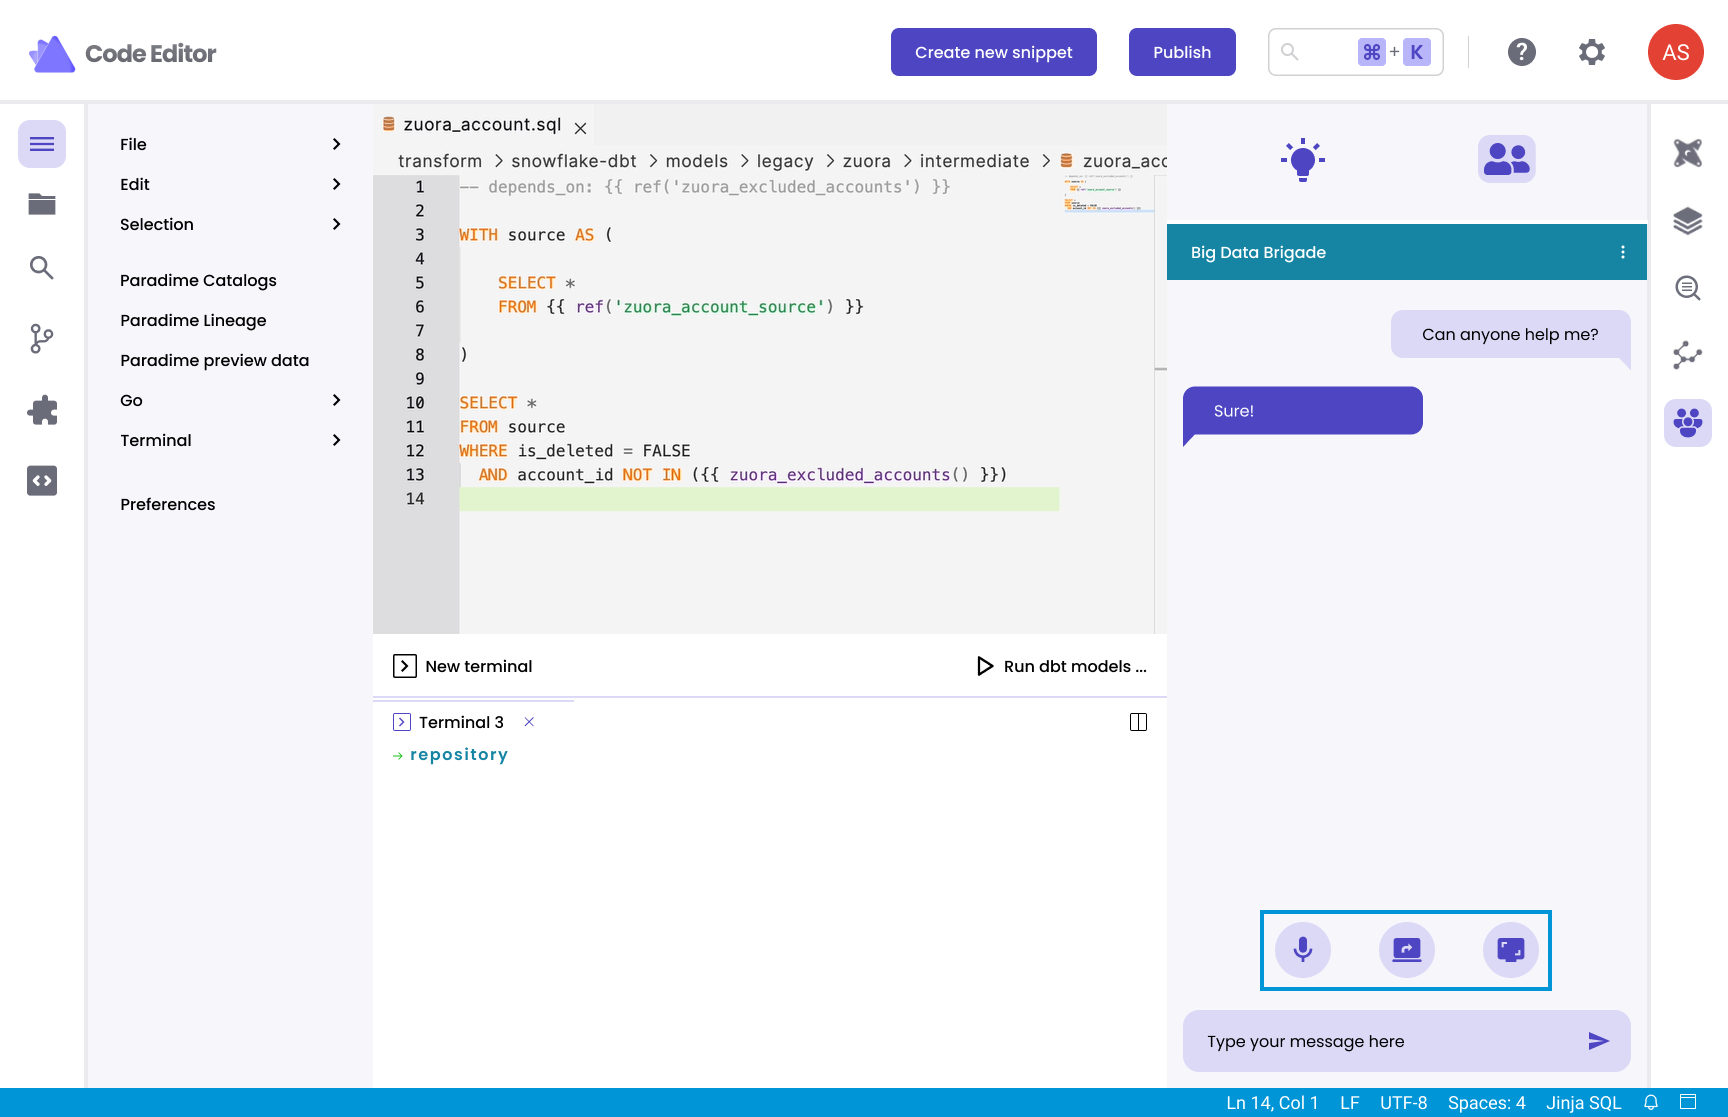 Code Editor
Create new snippet
Publish
⌘ + K
AS
File
Edit
Selection
Paradime Catalogs
Paradime Lineage
Paradime preview data
Go
Terminal
Preferences
zuora_account.sql
transform > snowflake-dbt > models > legacy > zuora > intermediate > zuora_acc
1 -- depends_on: {{ ref('zuora_excluded_accounts') }}
2
3 WITH source AS (
4
5     SELECT *
6     FROM {{ ref('zuora_account_source') }}
7
8 )
9
10 SELECT *
11 FROM source
12 WHERE is_deleted = FALSE
13   AND account_id NOT IN ({{ zuora_excluded_accounts() }})
14
New terminal
Run dbt models ...
Terminal 3
→ repository
Big Data Brigade
Can anyone help me?
Sure!
Type your message here
Ln 14, Col 1 LF UTF-8 Spaces: 4 Jinja SQL